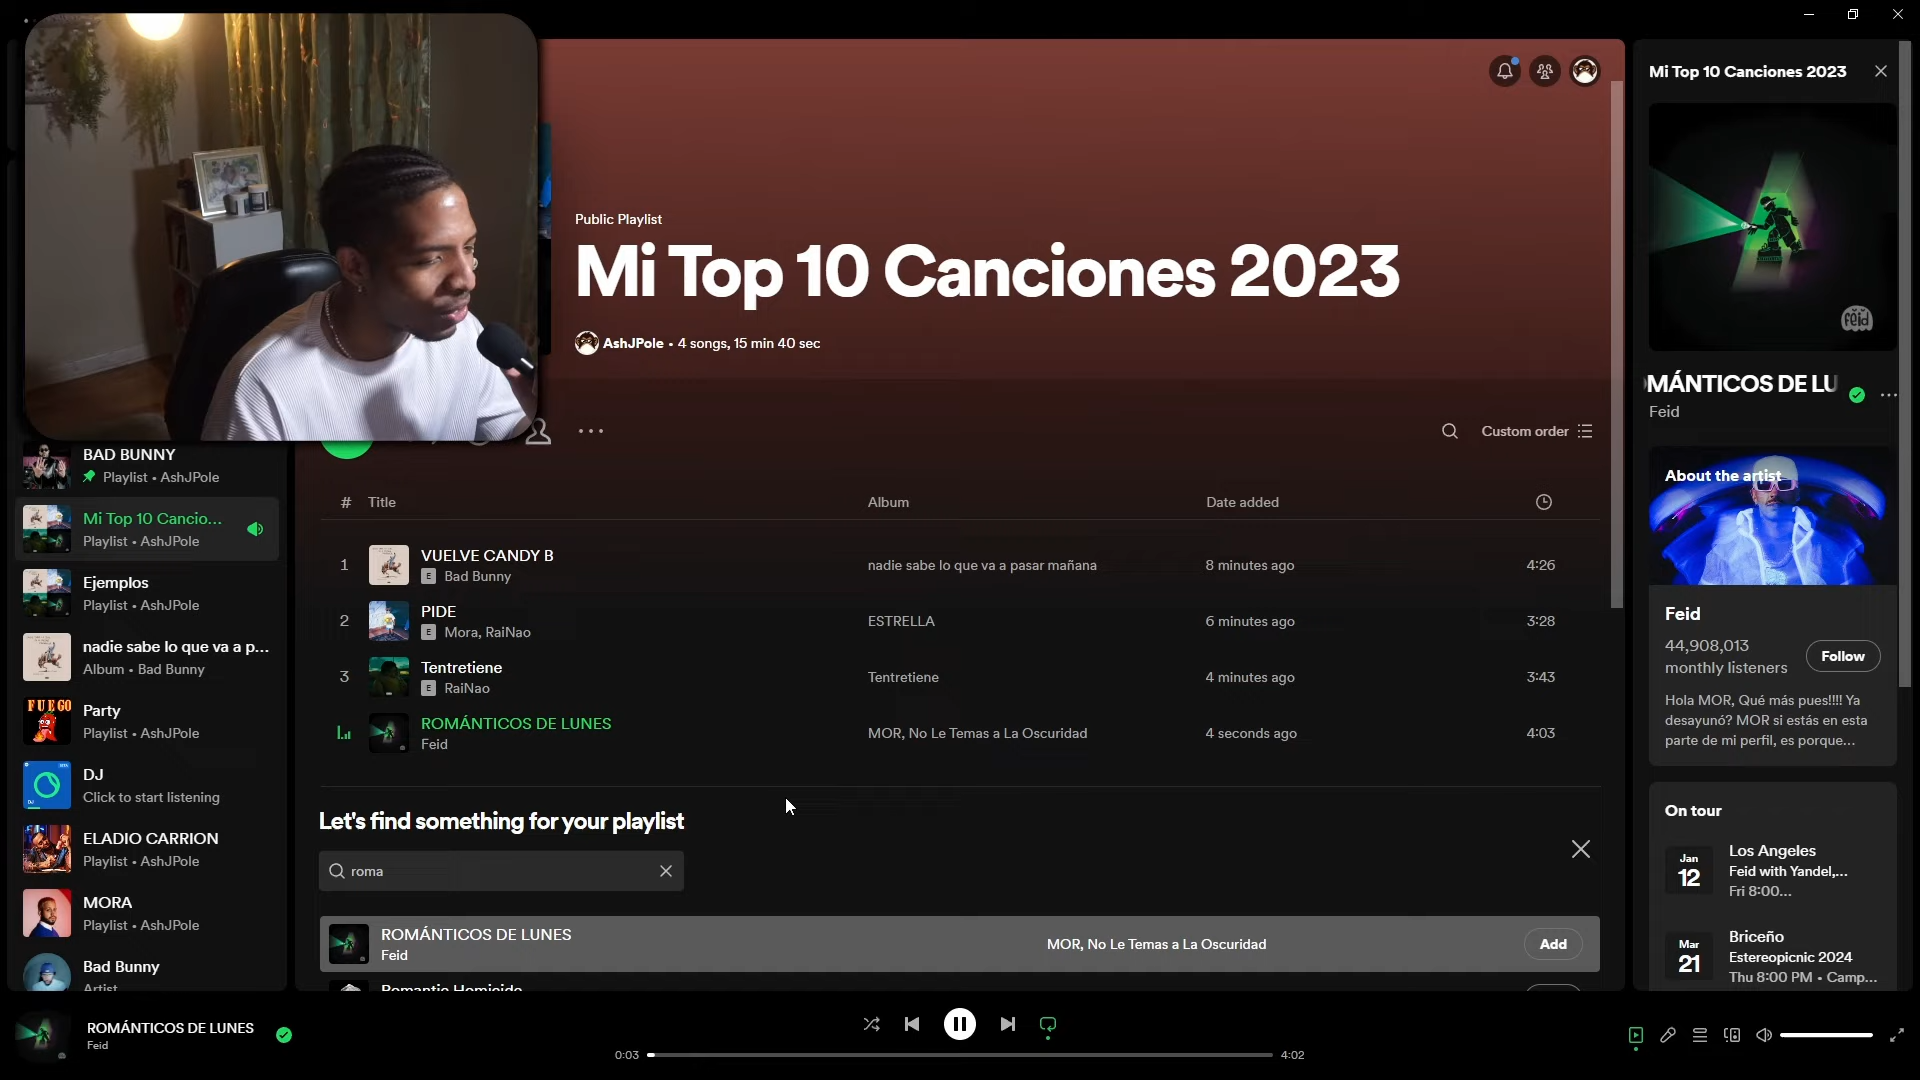 Public Playlist
Mi Top 10 Canciones 2023
AshJPole • 4 songs, 15 min 40 sec
Custom order
BAD BUNNY
Playlist • AshJPole
Mi Top 10 Cancio...
Playlist • AshJPole
Ejemplos
Playlist • AshJPole
nadie sabe lo que va a p...
Album • Bad Bunny
FUEGO
Party
Playlist • AshJPole
DJ
Click to start listening
ELADIO CARRION
Playlist • AshJPole
MORA
Playlist • AshJPole
Bad Bunny
Artist
# Title Album Date added
1 VUELVE CANDY B nadie sabe lo que va a pasar mañana 8 minutes ago 4:26
E Bad Bunny
2 PIDE ESTRELLA 6 minutes ago 3:28
E Mora, RaiNao
3 Tentretiene Tentretiene 4 minutes ago 3:43
E RaiNao
ROMÁNTICOS DE LUNES MOR, No Le Temas a La Oscuridad 4 seconds ago 4:03
Feid
Let's find something for your playlist
roma
ROMÁNTICOS DE LUNES MOR, No Le Temas a La Oscuridad Add
Feid
Romantic Homicide
Mi Top 10 Canciones 2023
feid
OMÁNTICOS DE LU
Feid
About the artist
Feid
44,908,013
monthly listeners
Follow
Hola MOR, Qué más pues!!!! Ya
desayunó? MOR si estás en esta
parte de mi perfil, es porque...
On tour
Jan
12
Los Angeles
Feid with Yandel,...
Fri 8:00...
Mar
21
Briceño
Estereopicnic 2024
Thu 8:00 PM • Camp...
ROMÁNTICOS DE LUNES
Feid
0:03
4:02